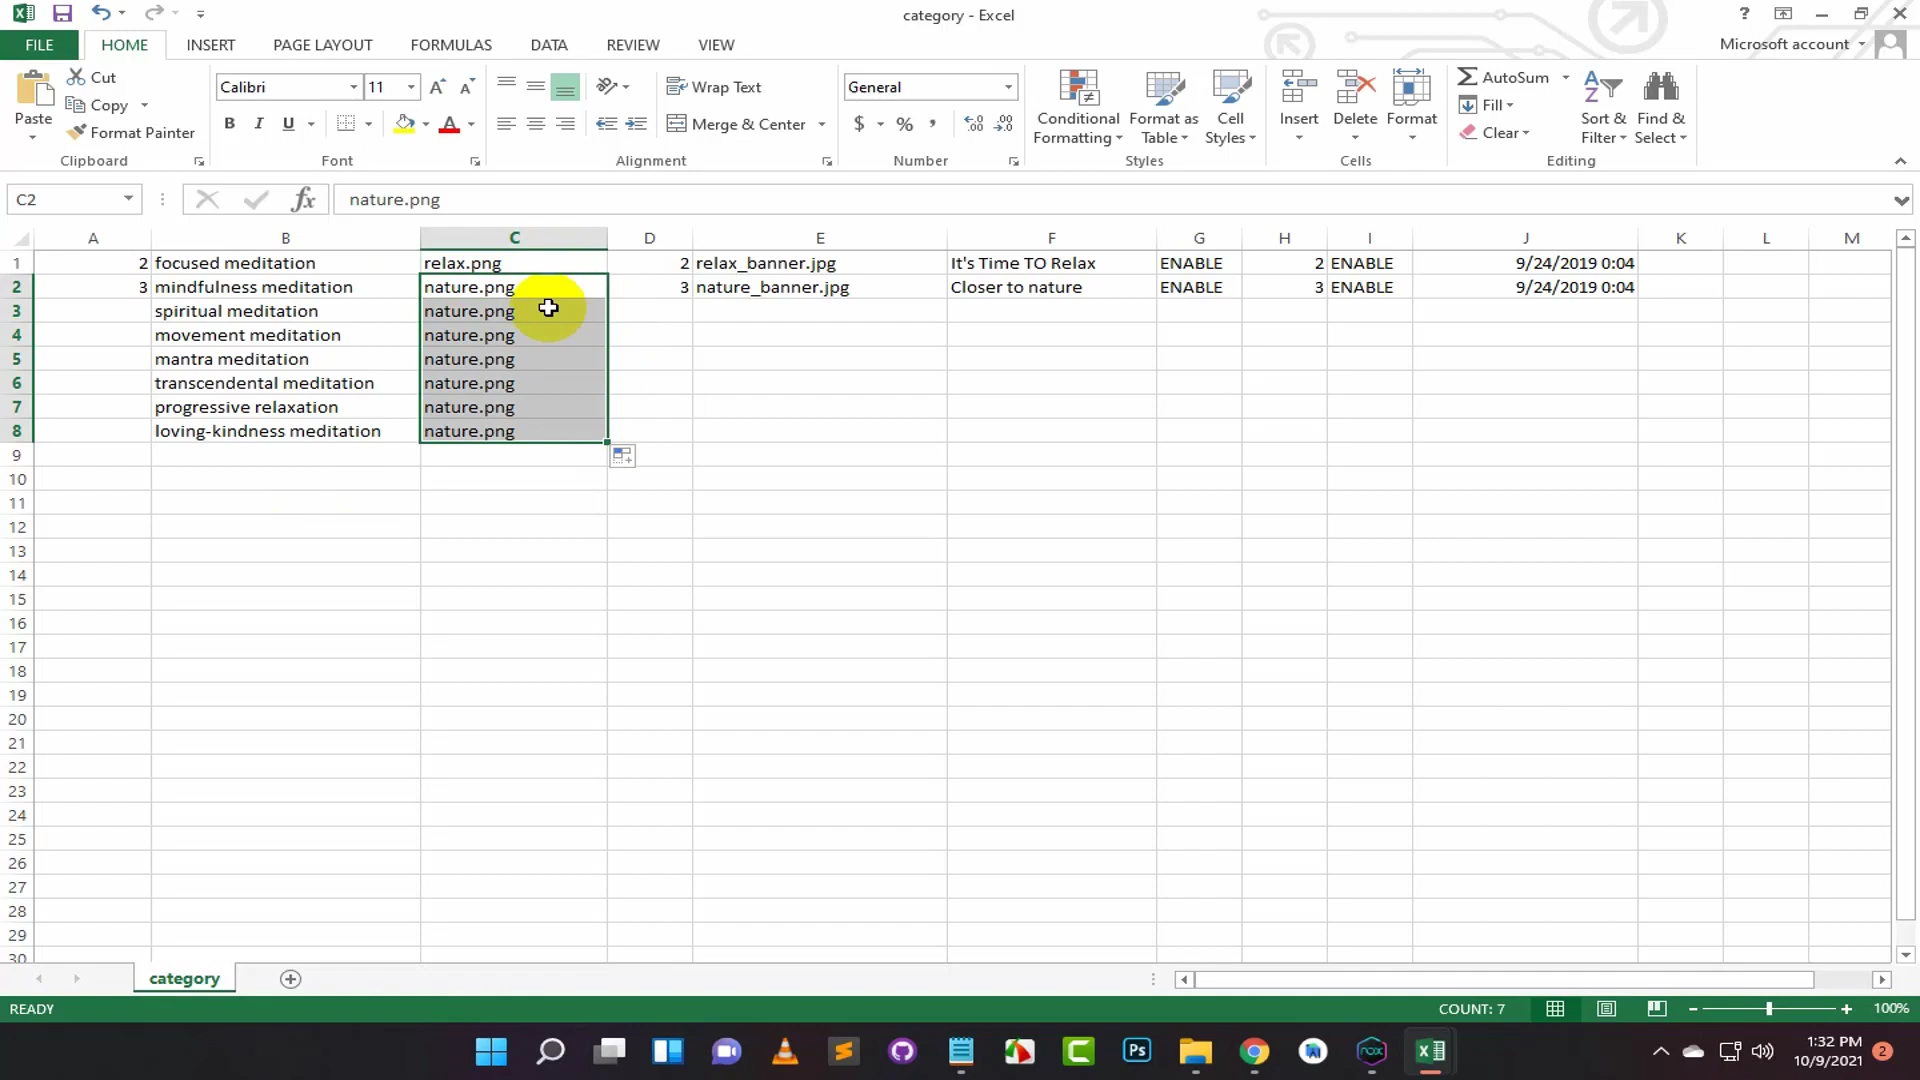 category - Excel
?
FILE HOME INSERT PAGE LAYOUT FORMULAS DATA REVIEW VIEW Microsoft account
Paste Cut Copy Format Painter Clipboard
Calibri 11 B I U A Font
Wrap Text Merge & Center Alignment
General $ % , Number
Conditional Formatting Format as Table Cell Styles Styles
Insert Delete Format Cells
AutoSum Fill Clear Sort & Filter Find & Select Editing
C2 fx nature.png
A B C D E F G H I J K L M
1 2 focused meditation relax.png 2 relax_banner.jpg It's Time TO Relax ENABLE 2 ENABLE 9/24/2019 0:04
2 3 mindfulness meditation nature.png 3 nature_banner.jpg Closer to nature ENABLE 3 ENABLE 9/24/2019 0:04
3 spiritual meditation nature.png
4 movement meditation nature.png
5 mantra meditation nature.png
6 transcendental meditation nature.png
7 progressive relaxation nature.png
8 loving-kindness meditation nature.png
9
10
11
12
13
14
15
16
17
18
19
20
21
22
23
24
25
26
27
28
29
30
category
READY COUNT: 7 100%
Ps nox 1:32 PM
10/9/2021 2